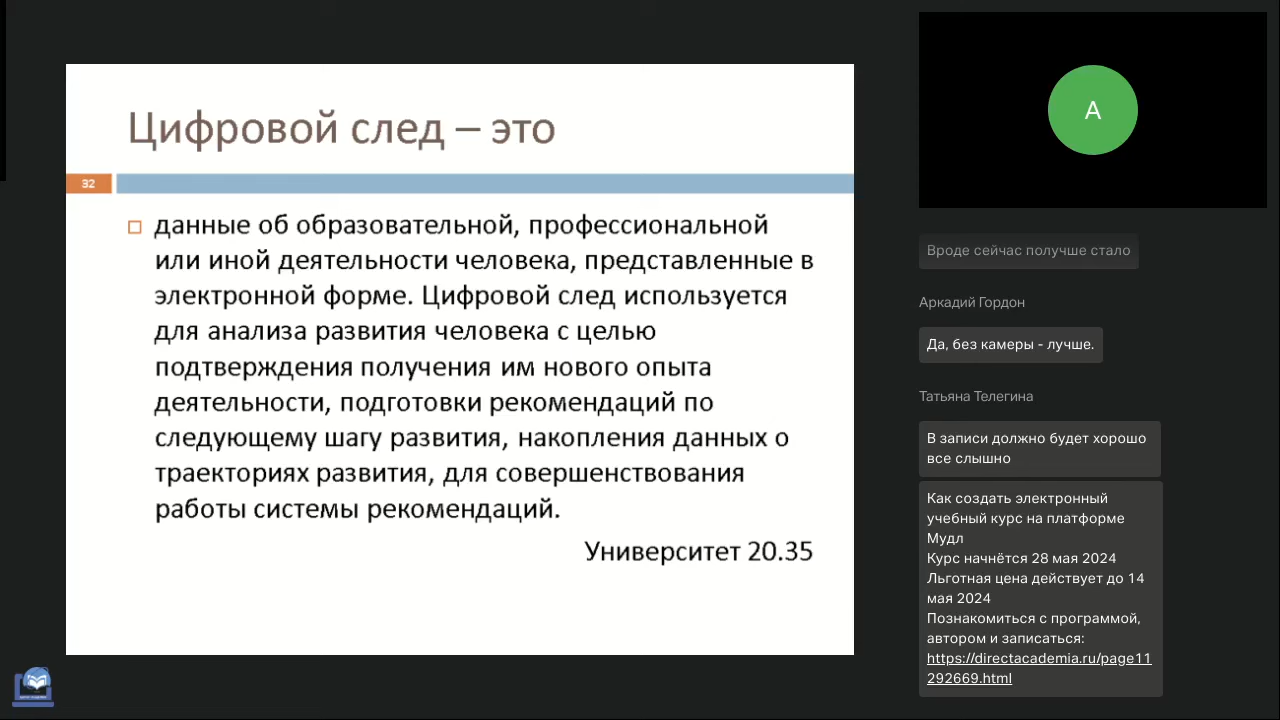 Цифровой след – это
32
данные об образовательной, профессиональной
или иной деятельности человека, представленные в
электронной форме. Цифровой след используется
для анализа развития человека с целью
подтверждения получения им нового опыта
деятельности, подготовки рекомендаций по
следующему шагу развития, накопления данных о
траекториях развития, для совершенствования
работы системы рекомендаций.
Университет 20.35
А
Вроде сейчас получше стало
Аркадий Гордон
Да, без камеры - лучше.
Татьяна Телегина
В записи должно будет хорошо
все слышно
Как создать электронный
учебный курс на платформе
Мудл
Курс начнётся 28 мая 2024
Льготная цена действует до 14
мая 2024
Познакомиться с программой,
автором и записаться:
https://directacademia.ru/page11
292669.html